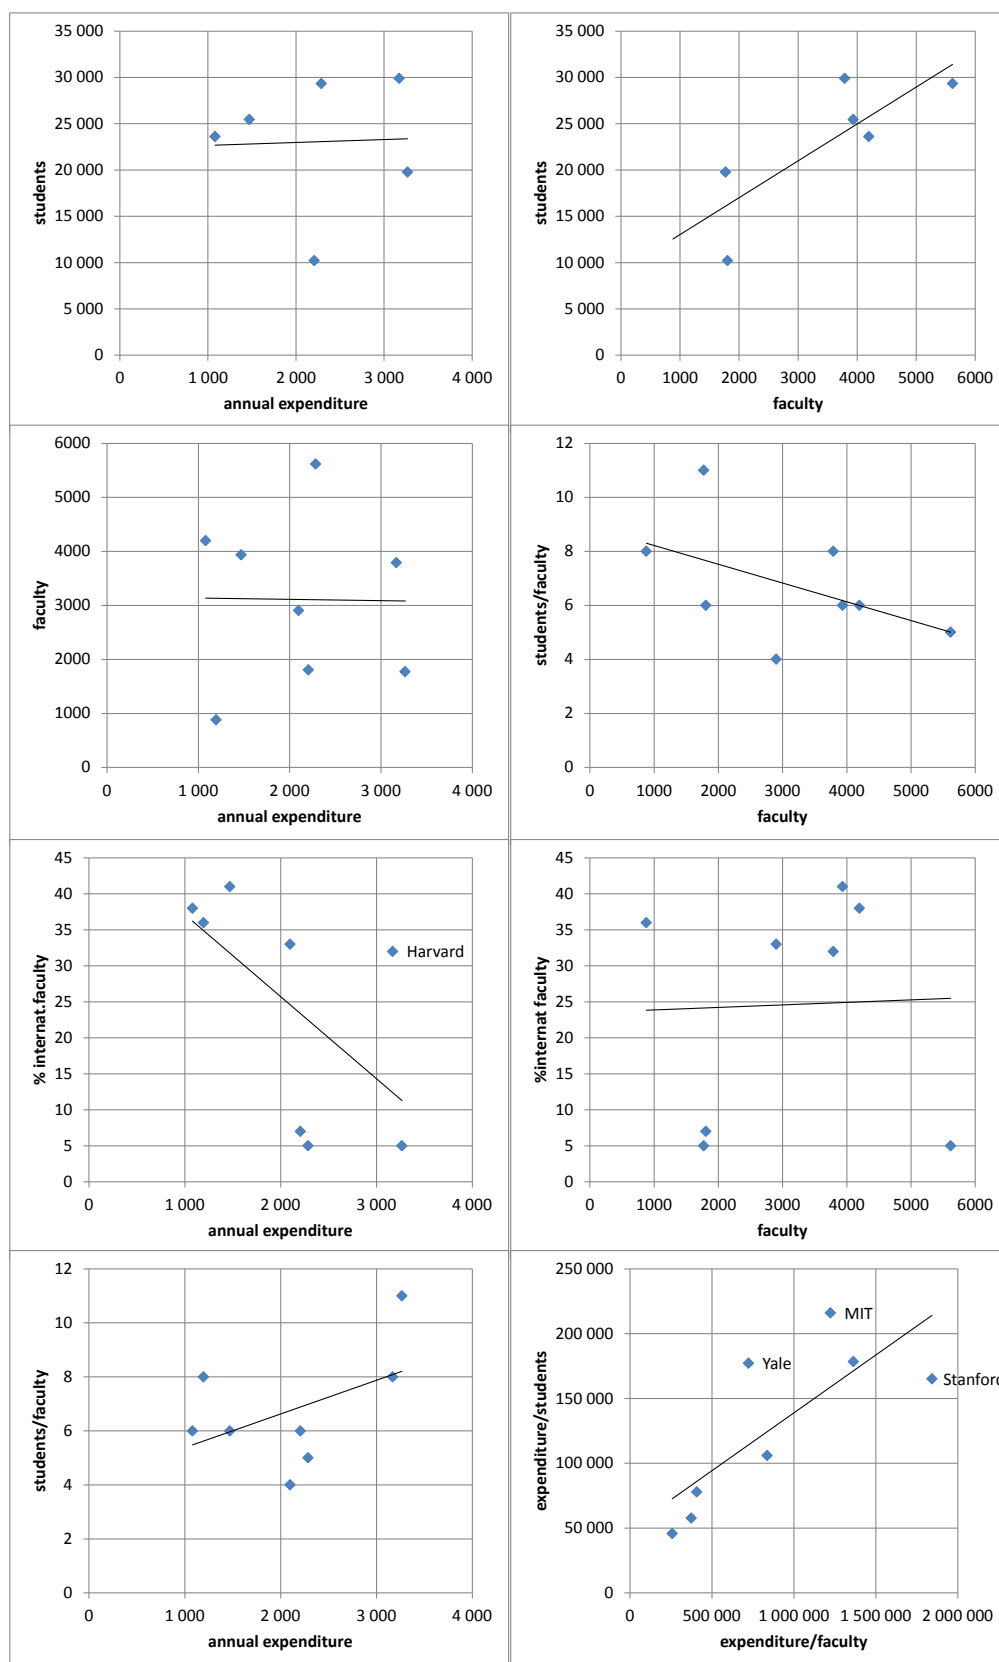 35 000
30 000
25 000
20 000
15 000
10 000
5 000
0
students
0 1 000 2 000 3 000 4 000
annual expenditure
35 000
30 000
25 000
20 000
15 000
10 000
5 000
0
students
0 1000 2000 3000 4000 5000 6000
faculty
6000
5000
4000
3000
2000
1000
0
faculty
0 1 000 2 000 3 000 4 000
annual expenditure
12
10
8
6
4
2
0
students/faculty
0 1000 2000 3000 4000 5000 6000
faculty
45
40
35
30
25
20
15
10
5
0
% internat.faculty
Harvard
0 1 000 2 000 3 000 4 000
annual expenditure
45
40
35
30
25
20
15
10
5
0
%internat faculty
0 1000 2000 3000 4000 5000 6000
faculty
12
10
8
6
4
2
0
students/faculty
0 1 000 2 000 3 000 4 000
annual expenditure
250 000
200 000
150 000
100 000
50 000
0
expenditure/students
MIT
Yale
Stanford
0 500 000 1 000 000 1 500 000 2 000 000
expenditure/faculty